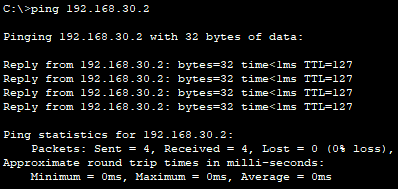 C:\>ping 192.168.30.2
Pinging 192.168.30.2 with 32 bytes of data:
Reply from 192.168.30.2: bytes=32 time<1ms TTL=127
Reply from 192.168.30.2: bytes=32 time<1ms TTL=127
Reply from 192.168.30.2: bytes=32 time<1ms TTL=127
Reply from 192.168.30.2: bytes=32 time<1ms TTL=127
Ping statistics for 192.168.30.2:
Packets: Sent = 4, Received = 4, Lost = 0 (0% loss),
Approximate round trip times in milli-seconds:
Minimum = 0ms, Maximum = 0ms, Average = 0ms